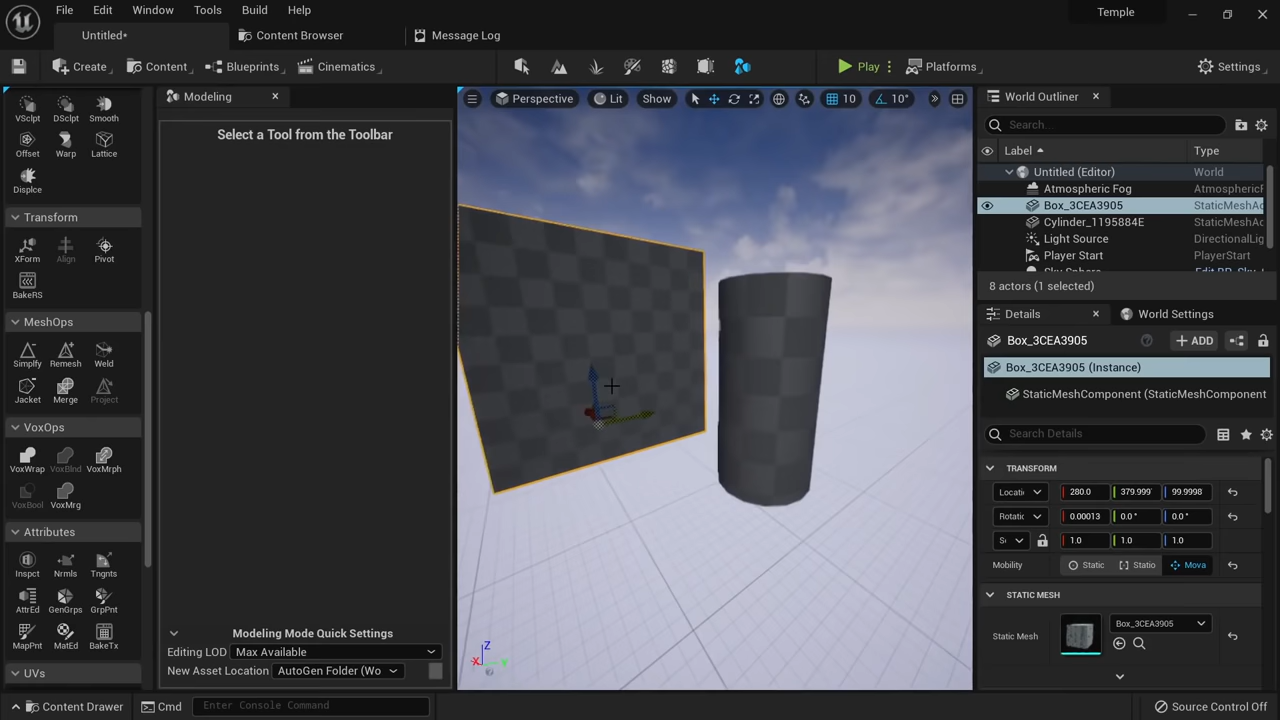 File Edit Window Tools Build Help
Temple
Untitled* Content Browser Message Log
Create Content Blueprints Cinematics Play Platforms Settings
Modeling
Select a Tool from the Toolbar
VSclpt DSclpt Smooth
Offset Warp Lattice
Displce
Transform
XForm Align Pivot
BakeRS
MeshOps
Simplfy Remesh Weld
Jacket Merge Project
VoxOps
VoxWrap VoxBlnd VoxMrph
VoxBool VoxMrg
Attributes
Inspct Nrmls Tngnts
AttrEd GenGrps GrpPnt
MapPnt MatEd BakeTx
UVs
Modeling Mode Quick Settings
Editing LOD Max Available
New Asset Location AutoGen Folder (Wo
Perspective Lit Show 10 10°
Z
X
Y
World Outliner
Search...
Label Type
Untitled (Editor) World
Atmospheric Fog AtmosphericF
Box_3CEA3905 StaticMeshAc
Cylinder_1195884E StaticMeshAc
Light Source DirectionalLig
Player Start PlayerStart
Sky Sphere Edit BP_Sky_
8 actors (1 selected)
Details World Settings
Box_3CEA3905 + ADD
Box_3CEA3905 (Instance)
StaticMeshComponent (StaticMeshComponent
Search Details
TRANSFORM
Locati 280.0 379.999 99.9998
Rotatic 0.00013 0.0 ° 0.0 °
1.0 1.0 1.0
Mobility Static Statio Mova
STATIC MESH
Static Mesh Box_3CEA3905
Content Drawer Cmd Enter Console Command Source Control Off